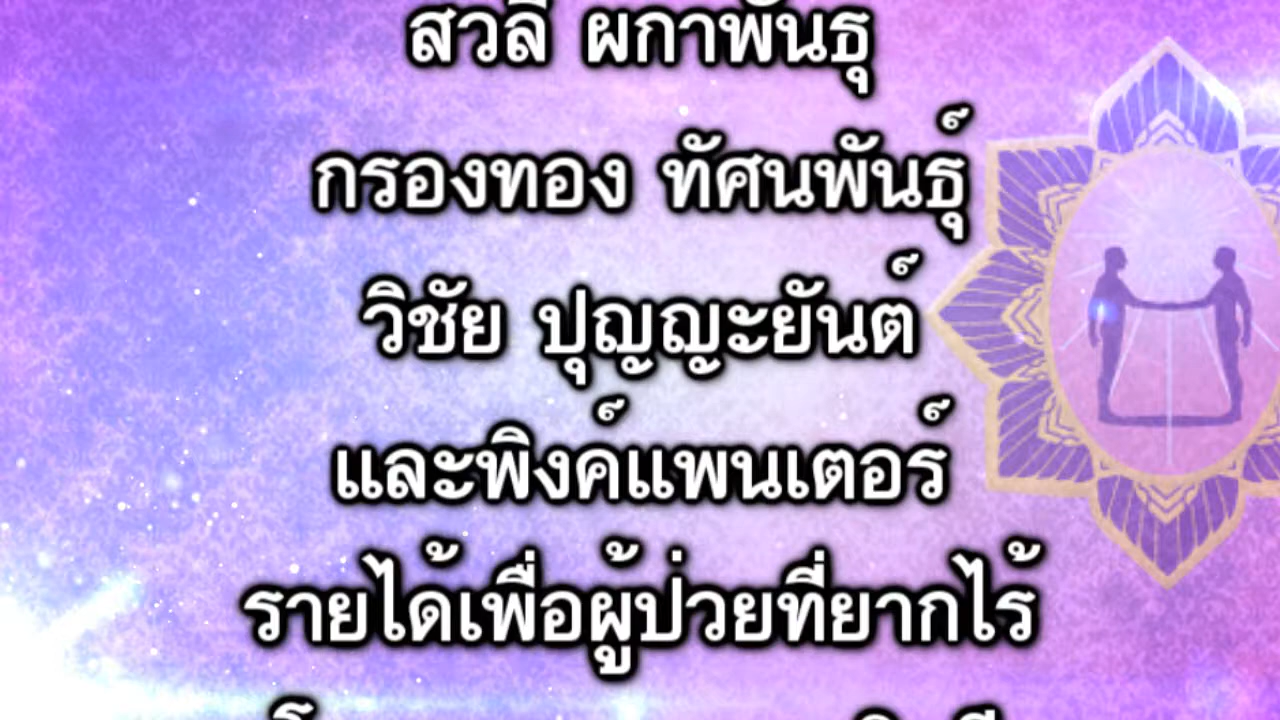 สวลี ผกาพันธุ์
กรองทอง ทัศนพันธุ์
วิชัย ปุญญะยันต์
และพิงค์แพนเตอร์
รายได้เพื่อผู้ป่วยที่ยากไร้